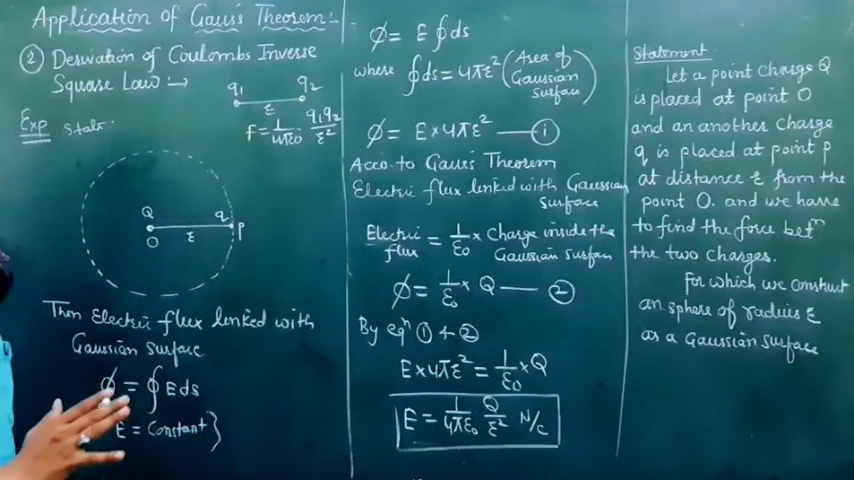 Application of Gauss Theorem:-
② Derivation of Coulombs Inverse
Square Law :→
q1 q2
r
Exp Stat.
F = 1/4πε0 q1q2/r²
Q q
O r P
Then Electric flux linked with
Gaussian Surface
φ = ∮ E ds
E = Constant }
φ = E ∮ds
where ∮ds = 4πr² (Area of
Gaussian
Surface)
φ = E × 4πr² —— ①
Acco. to Gaus's Theorem
Electric flux linked with Gaussian
Surface
Electric flux = 1/ε0 × Charge inside the
Gaussian Surfan
φ = 1/ε0 × Q —— ②
By eqⁿ ① & ②
E × 4πr² = 1/ε0 × Q
E = 1/4πε0 Q/r² N/C
Statement
Let a point charge Q
is placed at point O
and an another Charge
q is placed at point P
at distance r from the
point O. and we have
to find the force betⁿ
the two Charges.
For which we construct
an sphere of radius r
as a Gaussian Surface